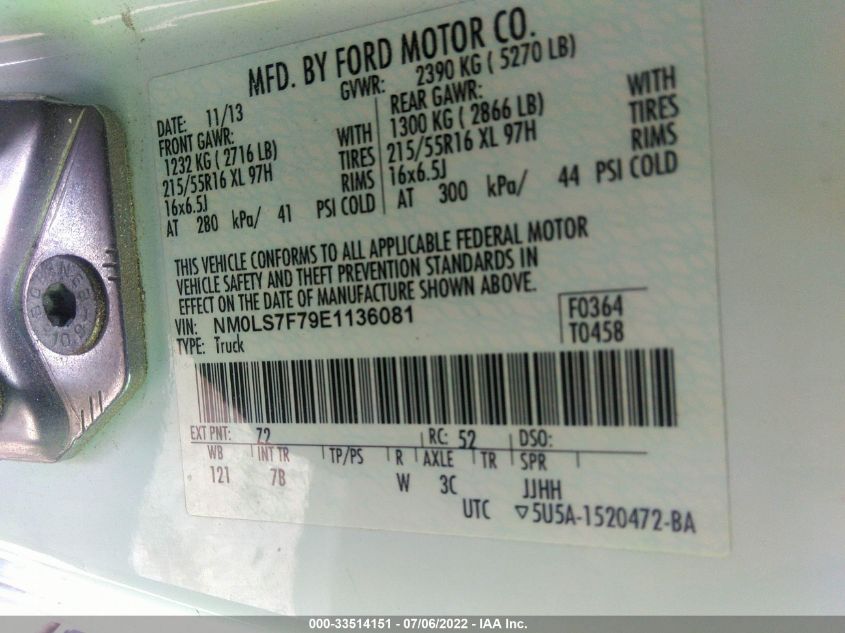 MFD. BY FORD MOTOR CO.
DATE: 11/13 GVWR: 2390 KG ( 5270 LB)
FRONT GAWR: REAR GAWR:
1232 KG ( 2716 LB) WITH 1300 KG ( 2866 LB) WITH
215/55R16 XL 97H TIRES 215/55R16 XL 97H TIRES
16x6.5J RIMS 16x6.5J RIMS
AT 280 kPa/ 41 PSI COLD AT 300 kPa/ 44 PSI COLD
THIS VEHICLE CONFORMS TO ALL APPLICABLE FEDERAL MOTOR
VEHICLE SAFETY AND THEFT PREVENTION STANDARDS IN
EFFECT ON THE DATE OF MANUFACTURE SHOWN ABOVE.
VIN: NM0LS7F79E1136081 F0364
TYPE: Truck T045B
EXT PNT: 72 RC: 52 DSO:
WB INT TR TP/PS R AXLE TR SPR
121 7B W 3C JJHH
UTC ▽5U5A-1520472-BA
000-33514151 - 07/06/2022 - IAA Inc.